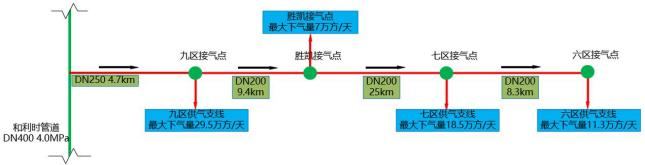 胜凯接气点
最大下气量7万方/天
九区接气点
胜凯接气点
七区接气点
六区接气点
DN250 4.7km
DN200
9.4km
DN200
25km
DN200
8.3km
和利时管道
DN400 4.0MPa
九区供气支线
最大下气量29.5万方/天
七区供气支线
最大下气量18.5万方/天
六区供气支线
最大下气量11.3万方/天